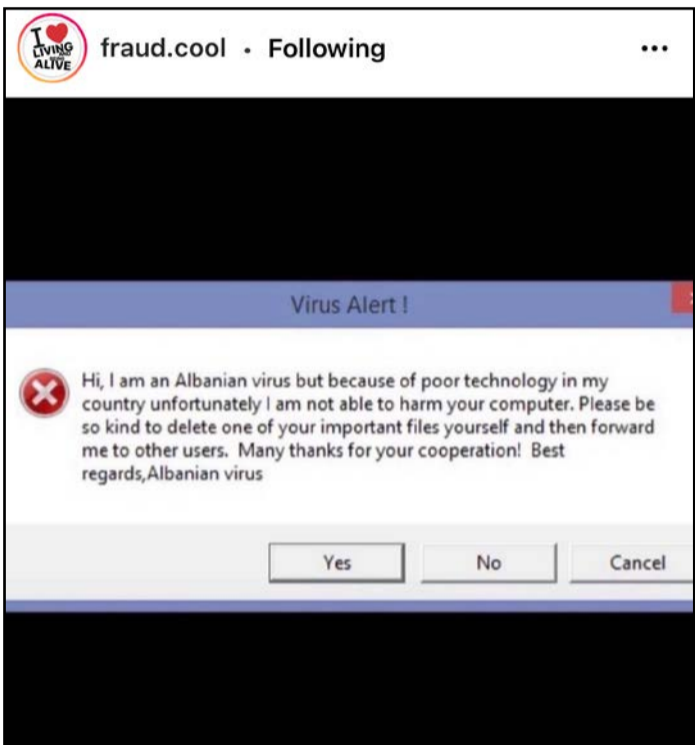 I ❤ LIVING
ALIVE
fraud.cool · Following
Virus Alert !
Hi, I am an Albanian virus but because of poor technology in my
country unfortunately I am not able to harm your computer. Please be
so kind to delete one of your important files yourself and then forward
me to other users.  Many thanks for your cooperation!  Best
regards,Albanian virus
Yes No Cancel